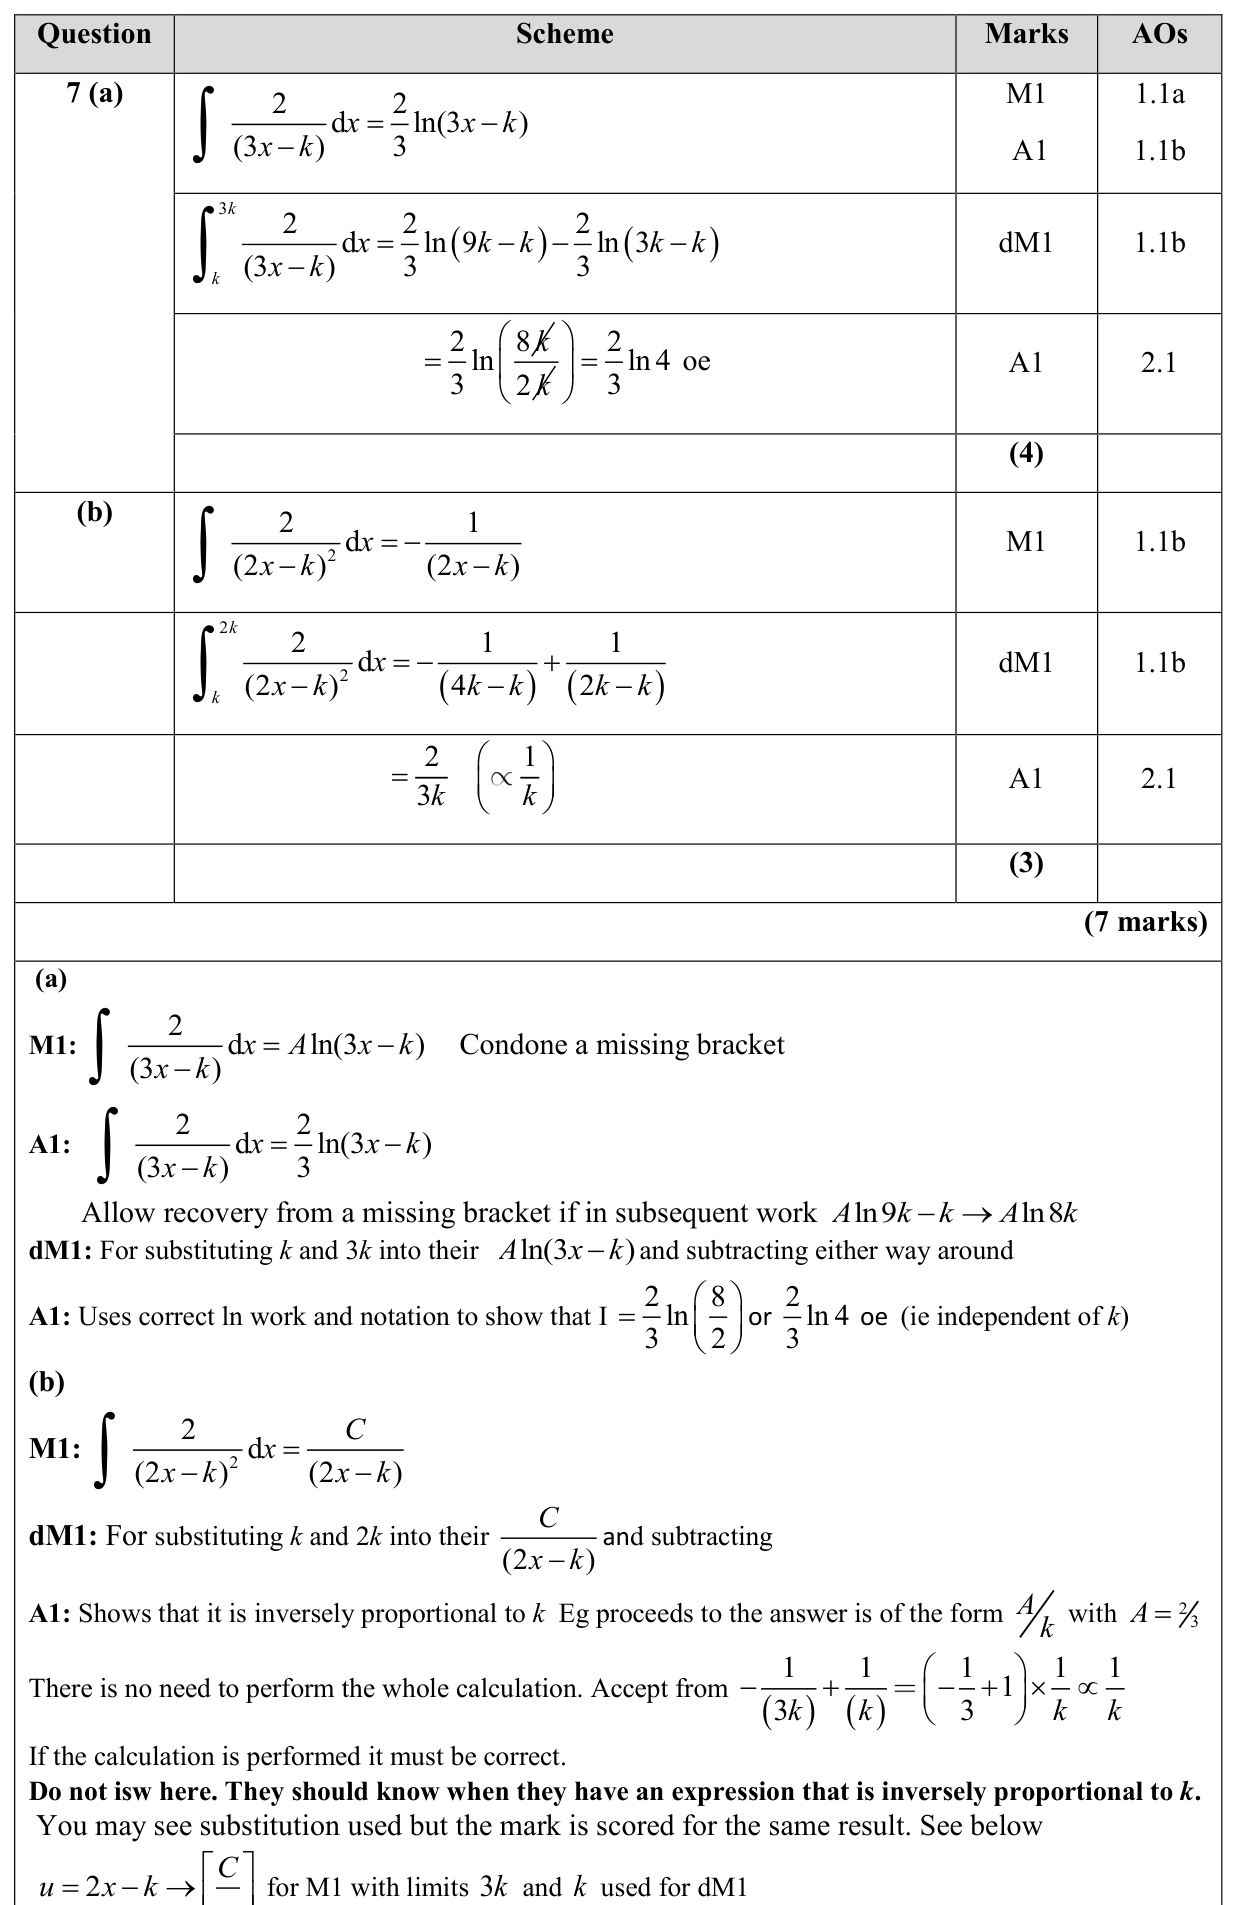 Question Scheme Marks AOs
7 (a) ∫ 2/(3x − k) dx = 2/3 ln(3x − k) M1 1.1a
A1 1.1b
∫_k^{3k} 2/(3x − k) dx = 2/3 ln(9k − k) − 2/3 ln(3k − k) dM1 1.1b
= 2/3 ln(8k/2k) = 2/3 ln 4 oe A1 2.1
(4)
(b) ∫ 2/(2x − k)² dx = − 1/(2x − k) M1 1.1b
∫_k^{2k} 2/(2x − k)² dx = − 1/(4k − k) + 1/(2k − k) dM1 1.1b
= 2/3k (∝ 1/k) A1 2.1
(3)
(7 marks)
(a)
M1: ∫ 2/(3x − k) dx = A ln(3x − k) Condone a missing bracket
A1: ∫ 2/(3x − k) dx = 2/3 ln(3x − k)
Allow recovery from a missing bracket if in subsequent work A ln 9k − k → A ln 8k
dM1: For substituting k and 3k into their A ln(3x − k) and subtracting either way around
A1: Uses correct ln work and notation to show that I = 2/3 ln(8/2) or 2/3 ln 4 oe (ie independent of k)
(b)
M1: ∫ 2/(2x − k)² dx = C/(2x − k)
dM1: For substituting k and 2k into their C/(2x − k) and subtracting
A1: Shows that it is inversely proportional to k Eg proceeds to the answer is of the form A/k with A = 2/3
There is no need to perform the whole calculation. Accept from − 1/(3k) + 1/(k) = (− 1/3 + 1) × 1/k ∝ 1/k
If the calculation is performed it must be correct.
Do not isw here. They should know when they have an expression that is inversely proportional to k.
You may see substitution used but the mark is scored for the same result. See below
u = 2x − k → [C/ ] for M1 with limits 3k and k used for dM1